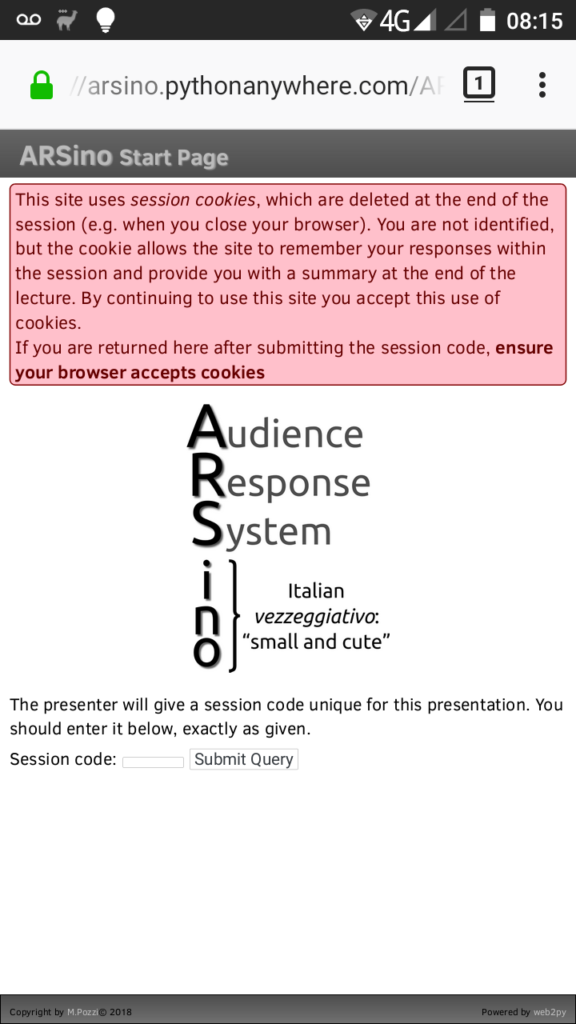 4G 08:15
//arsino.pythonanywhere.com/AR 1
ARSino Start Page
This site uses session cookies, which are deleted at the end of the
session (e.g. when you close your browser). You are not identified,
but the cookie allows the site to remember your responses within
the session and provide you with a summary at the end of the
lecture. By continuing to use this site you accept this use of
cookies.
If you are returned here after submitting the session code, ensure
your browser accepts cookies
Audience
Response
System
ino
Italian
vezzeggiativo:
“small and cute”
The presenter will give a session code unique for this presentation. You
should enter it below, exactly as given.
Session code: Submit Query
Copyright by M.Pozzi© 2018 Powered by web2py